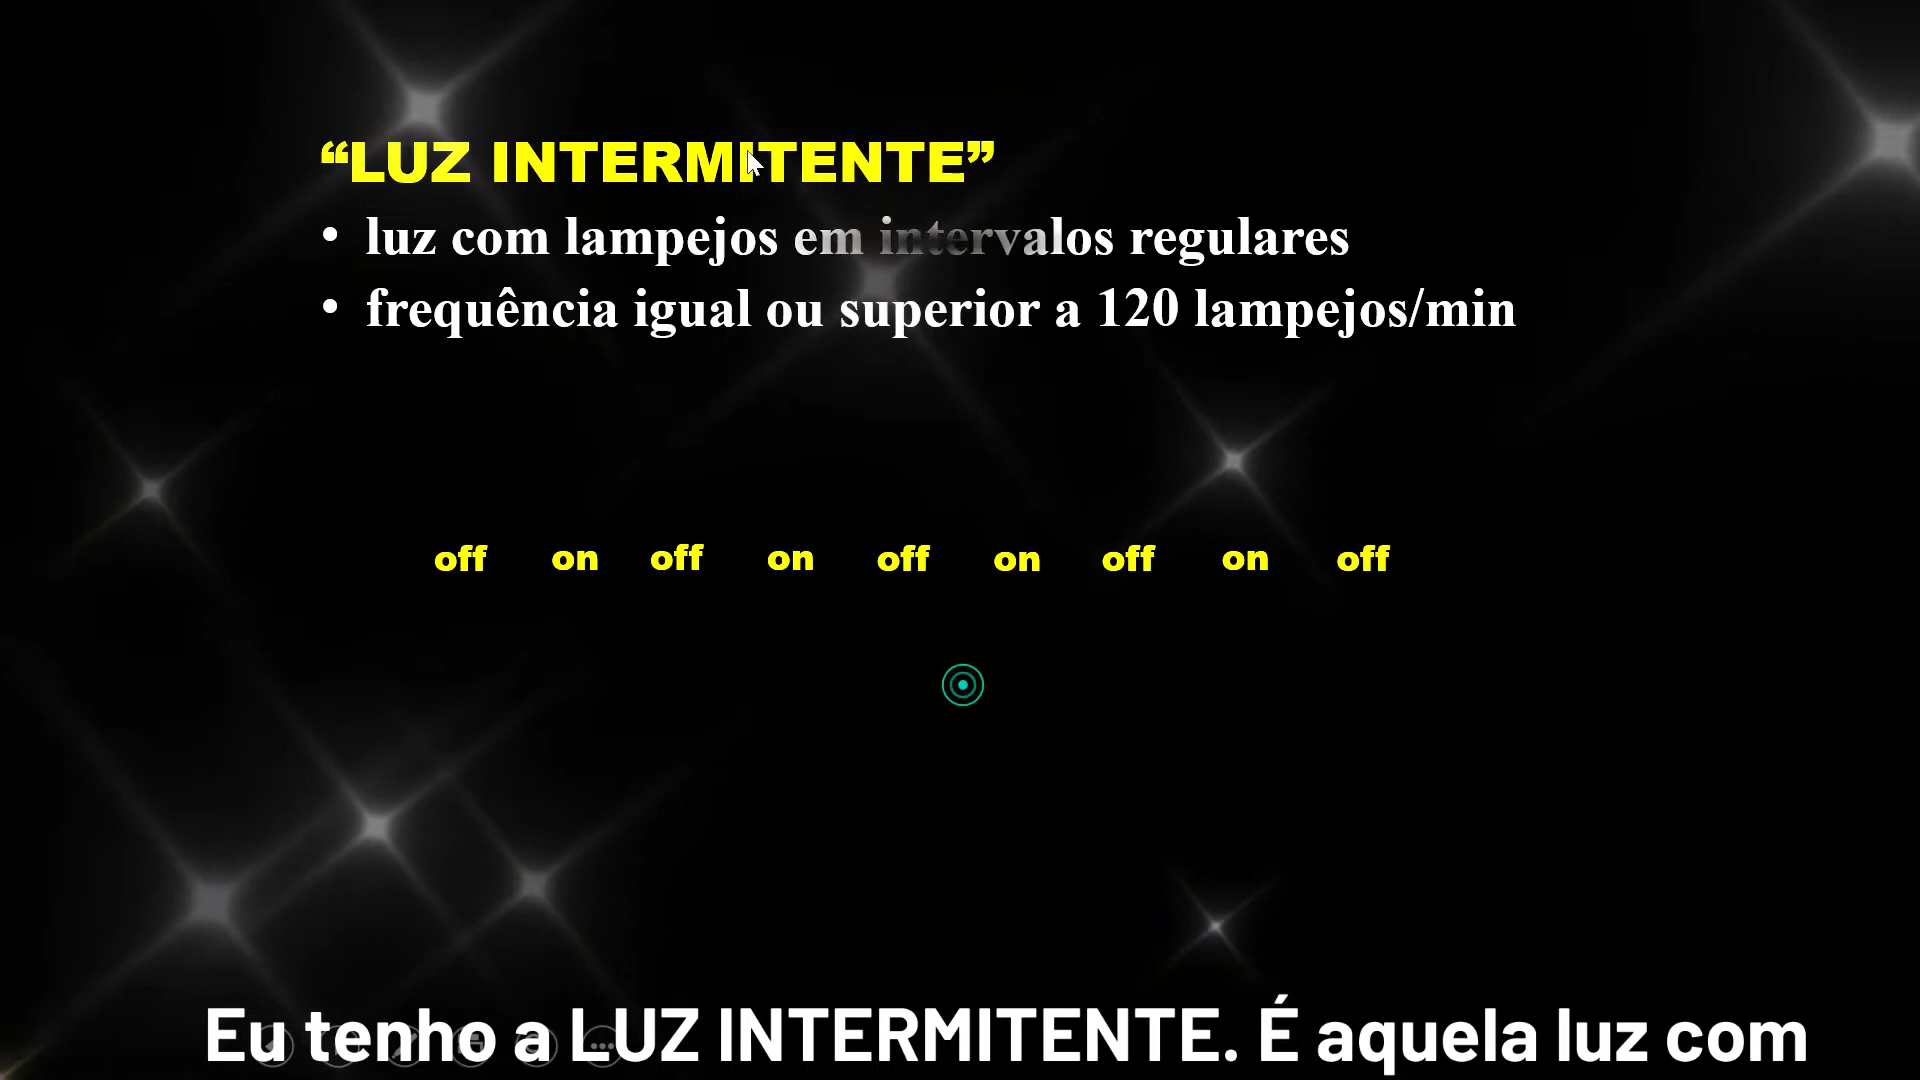 “LUZ INTERMITENTE”
• luz com lampejos em intervalos regulares
• frequência igual ou superior a 120 lampejos/min
off on off on off on off on off
Eu tenho a LUZ INTERMITENTE. É aquela luz com